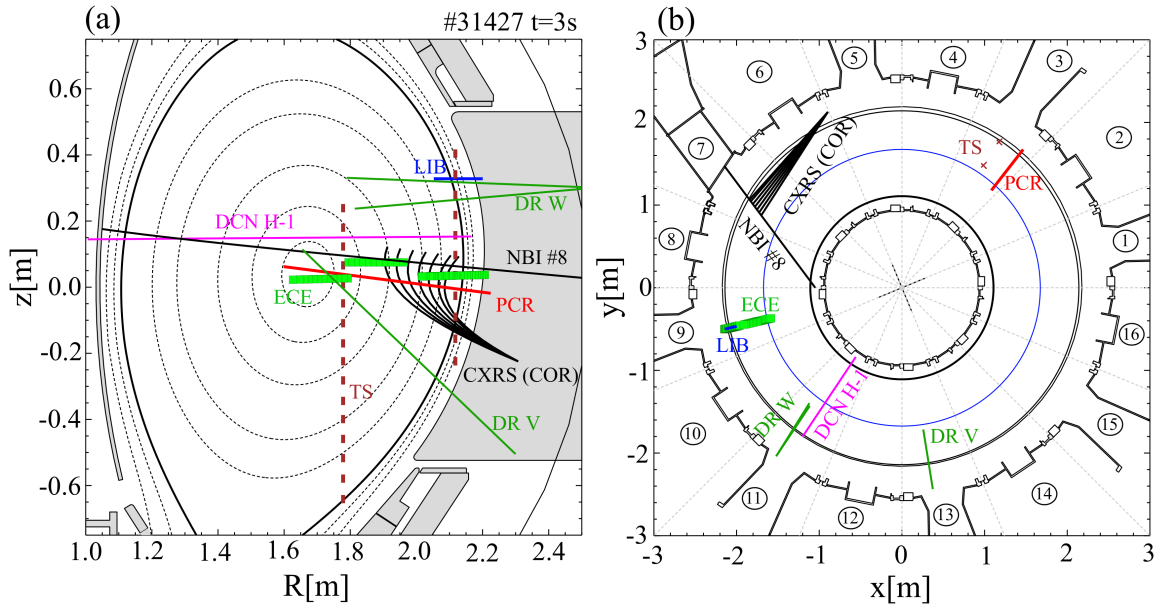 (a)
#31427 t=3s
0.6
0.4
0.2
0.0
-0.2
-0.4
-0.6
z[m]
1.0
1.2
1.4
1.6
1.8
2.0
2.2
2.4
R[m]
LIB
DR W
DCN H-1
NBI #8
ECE
PCR
CXRS (COR)
TS
DR V
(b)
3
2
1
0
-1
-2
-3
y[m]
-3
-2
-1
0
1
2
3
x[m]
5
4
3
6
2
7
1
8
16
9
15
10
14
11
12
13
TS
PCR
CXRS (COR)
NBI #8
ECE
LIB
DCN H-1
DR W
DR V